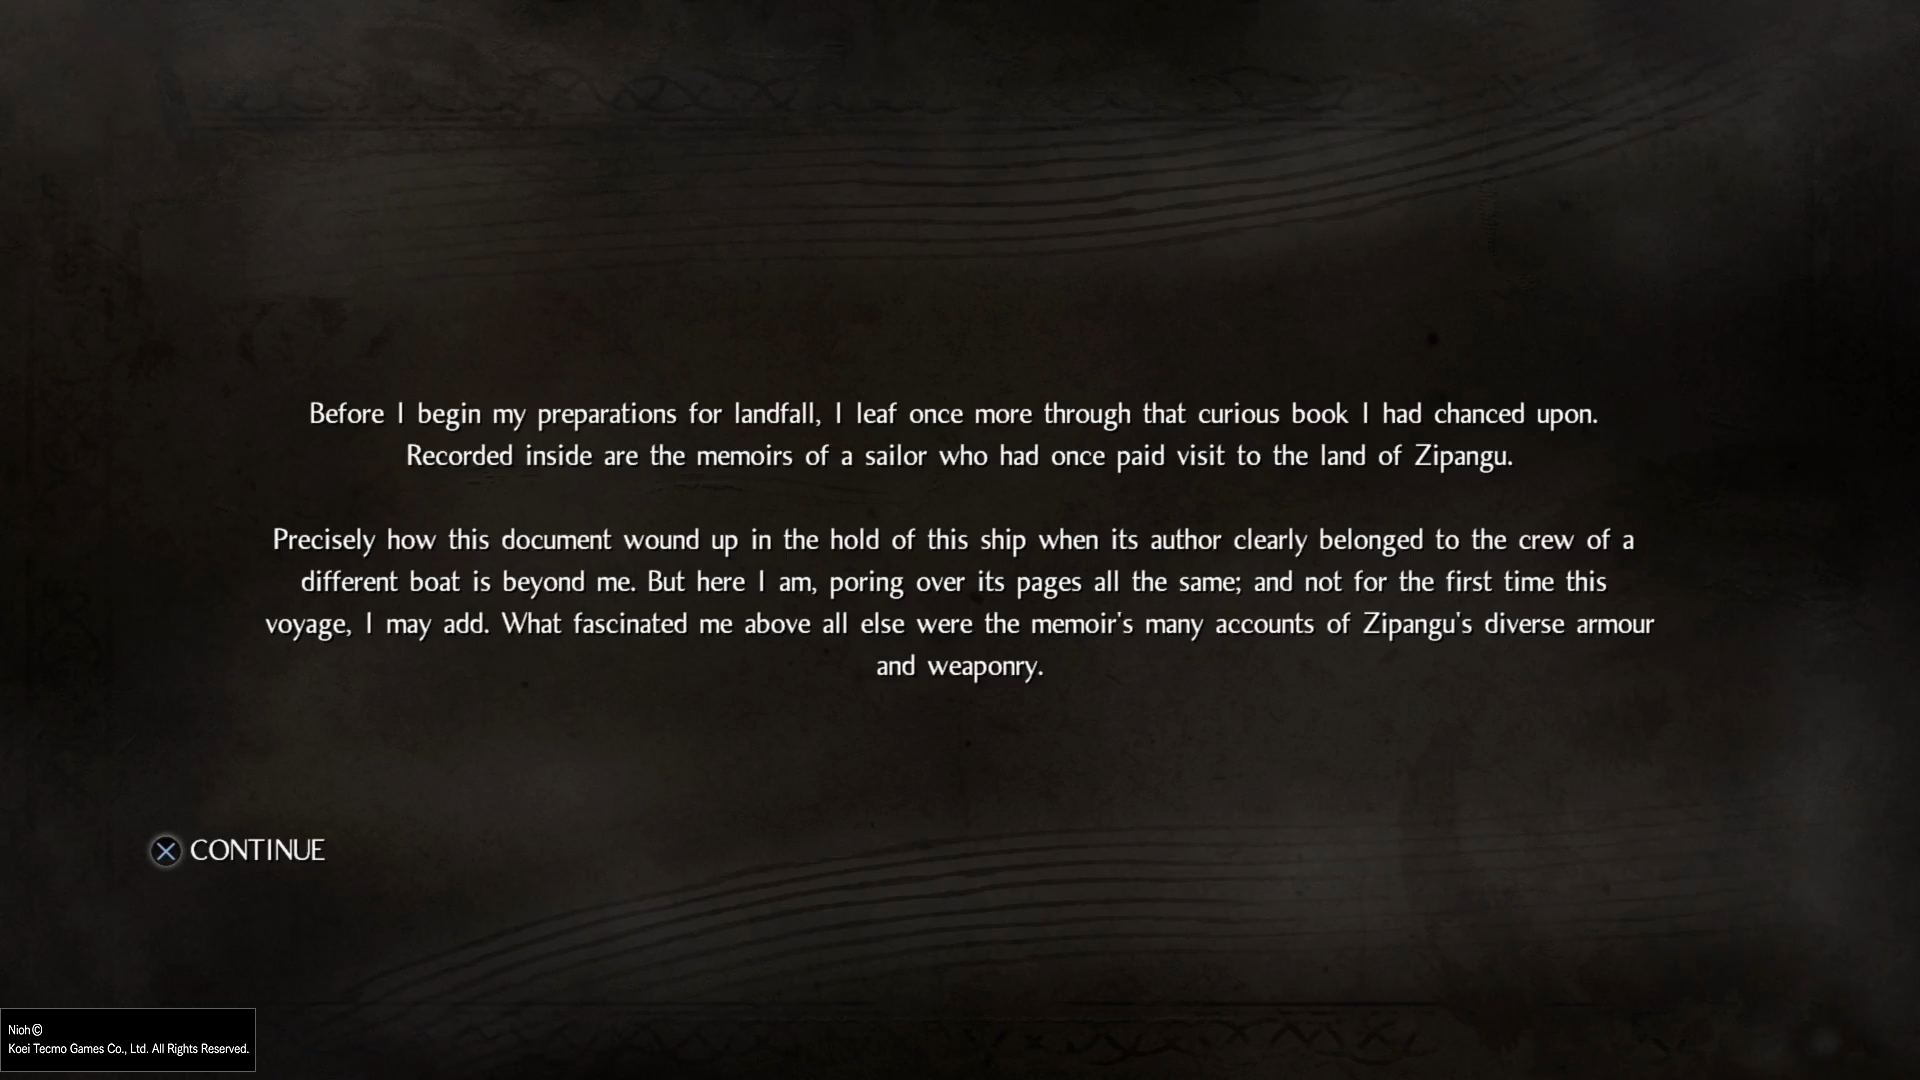 Before I begin my preparations for landfall, I leaf once more through that curious book I had chanced upon.
Recorded inside are the memoirs of a sailor who had once paid visit to the land of Zipangu.
Precisely how this document wound up in the hold of this ship when its author clearly belonged to the crew of a
different boat is beyond me. But here I am, poring over its pages all the same; and not for the first time this
voyage, I may add. What fascinated me above all else were the memoir's many accounts of Zipangu's diverse armour
and weaponry.
CONTINUE
Nioh©
Koei Tecmo Games Co., Ltd. All Rights Reserved.